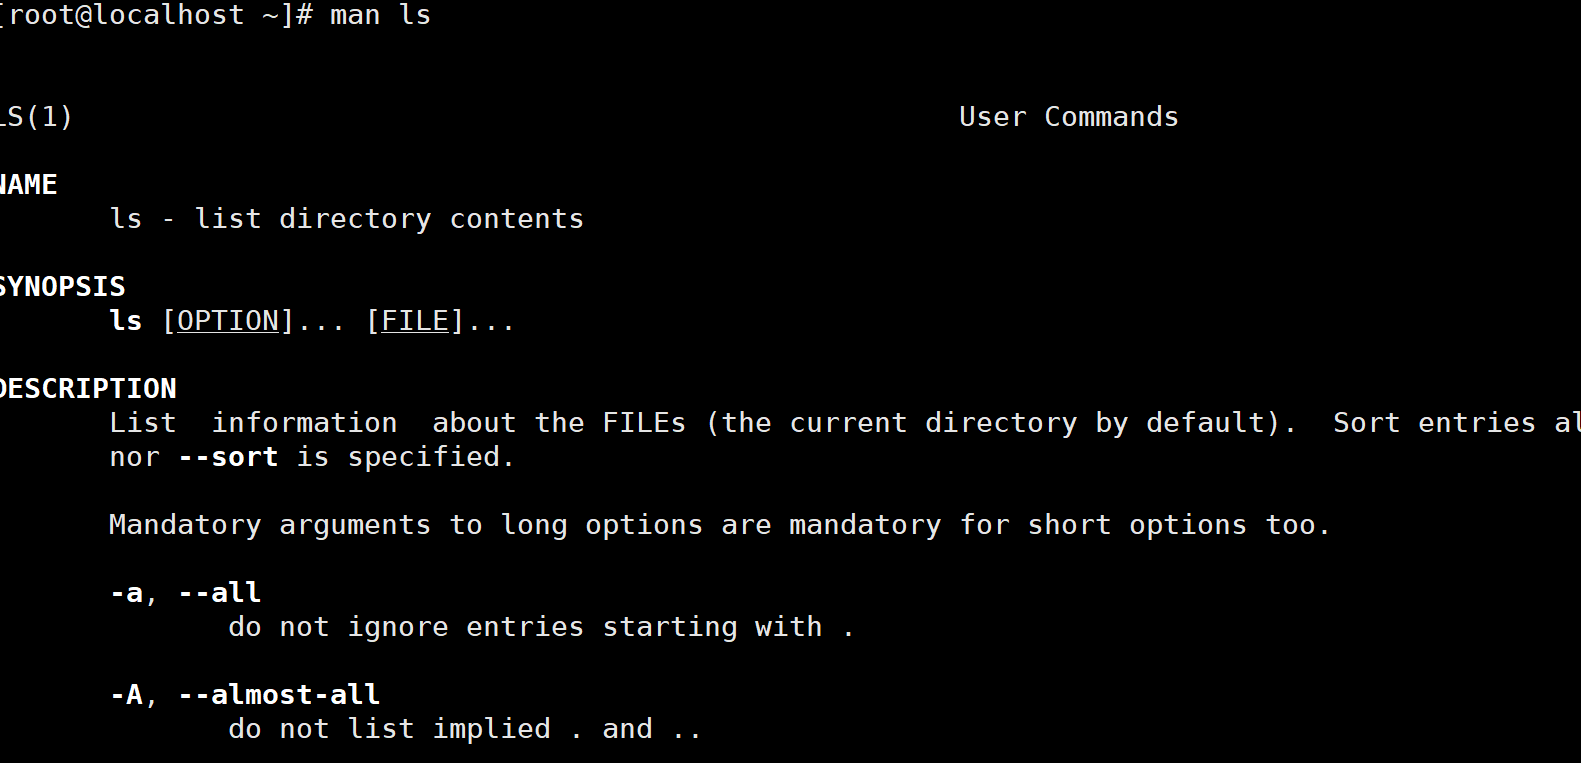 [root@localhost ~]# man ls
LS(1) User Commands
NAME
ls - list directory contents
SYNOPSIS
ls [OPTION]... [FILE]...
DESCRIPTION
List  information  about the FILEs (the current directory by default).  Sort entries
nor --sort is specified.
Mandatory arguments to long options are mandatory for short options too.
-a, --all
do not ignore entries starting with .
-A, --almost-all
do not list implied . and ..